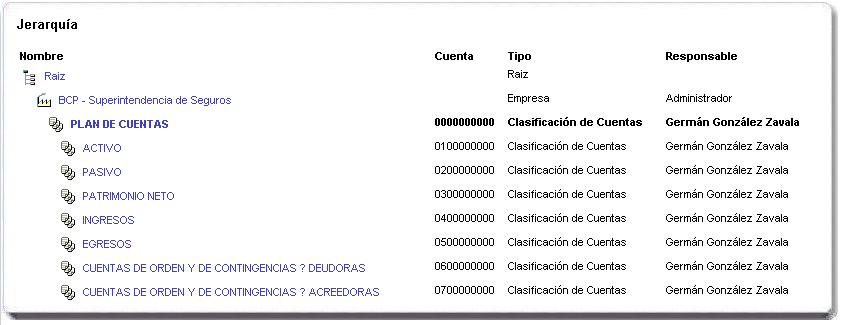 Jerarquía
Nombre Cuenta Tipo Responsable
Raiz Raiz
BCP - Superintendencia de Seguros Empresa Administrador
PLAN DE CUENTAS 0000000000 Clasificación de Cuentas Germán González Zavala
ACTIVO 0100000000 Clasificación de Cuentas Germán González Zavala
PASIVO 0200000000 Clasificación de Cuentas Germán González Zavala
PATRIMONIO NETO 0300000000 Clasificación de Cuentas Germán González Zavala
INGRESOS 0400000000 Clasificación de Cuentas Germán González Zavala
EGRESOS 0500000000 Clasificación de Cuentas Germán González Zavala
CUENTAS DE ORDEN Y DE CONTINGENCIAS ? DEUDORAS 0600000000 Clasificación de Cuentas Germán González Zavala
CUENTAS DE ORDEN Y DE CONTINGENCIAS ? ACREEDORAS 0700000000 Clasificación de Cuentas Germán González Zavala